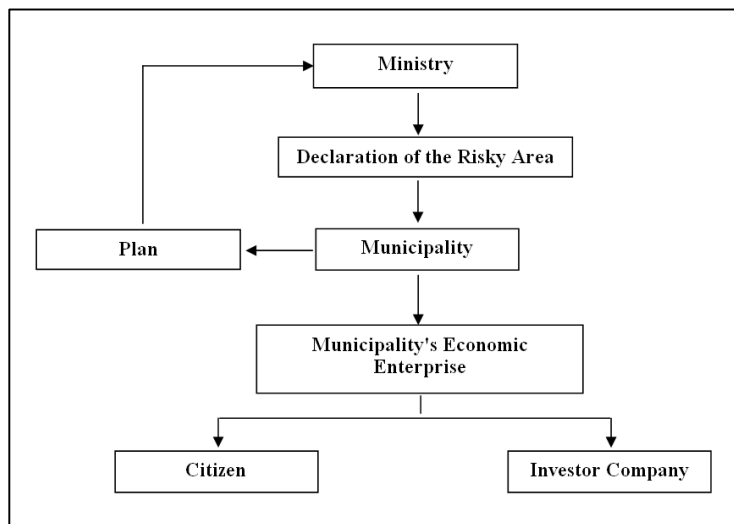 Ministry
Declaration of the Risky Area
Plan
Municipality
Municipality's Economic
Enterprise
Citizen
Investor Company